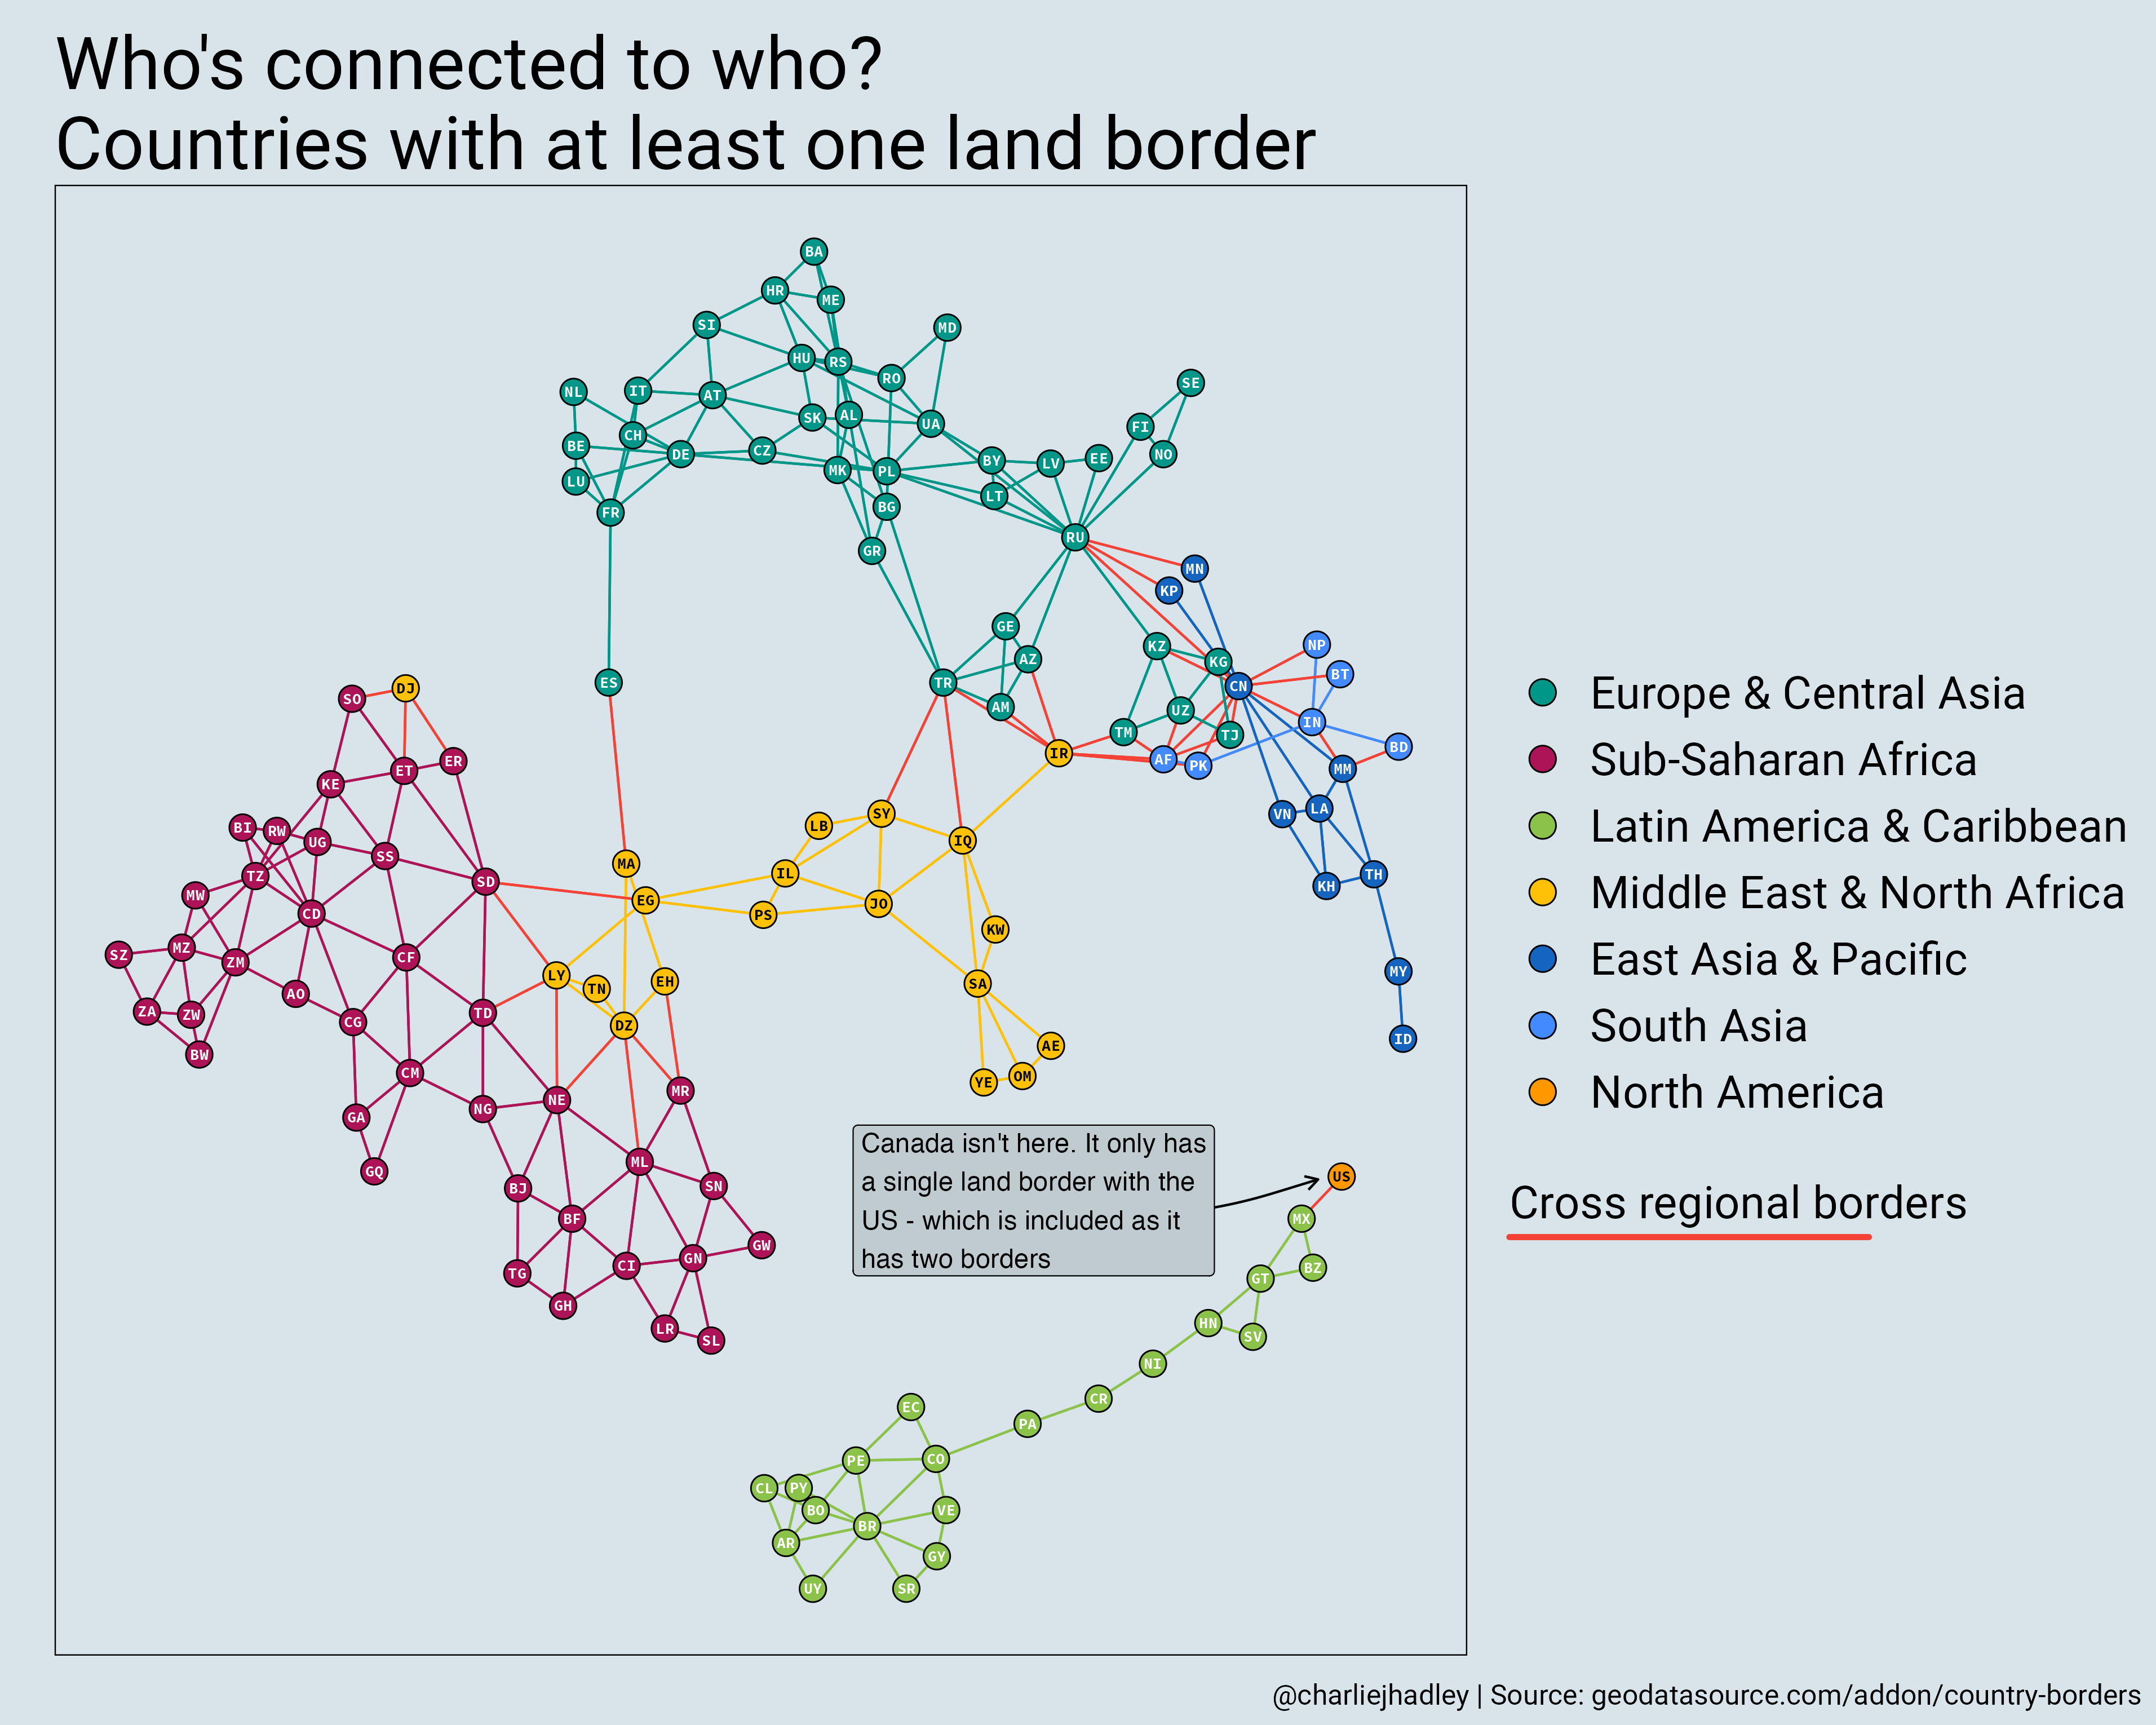 Who's connected to who?
Countries with at least one land border
BA
HR
ME
SI
MD
HU
RS
RO
SE
NL
IT
AT
SK
AL
UA
FI
CH
BE
DE
CZ
MK
PL
BY
LV
EE
NO
LU
LT
FR
BG
RU
GR
MN
KP
GE
KZ
KG
NP
AZ
BT
ES
TR
CN
SO
DJ
AM
UZ
IN
TM
TJ
BD
IR
AF
PK
ER
ET
MM
KE
SY
VN
LA
LB
BI
RW
UG
IQ
SS
MA
IL
TZ
SD
TH
KH
MW
EG
JO
PS
CD
KW
MZ
SZ
CF
ZM
LY
MY
EH
SA
TN
AO
ZA
ZW
TD
CG
DZ
ID
AE
BW
CM
OM
YE
MR
NE
NG
GA
ML
GQ
BJ
SN
BF
GW
GN
CI
TG
GH
LR
SL
Canada isn't here. It only has
a single land border with the
US - which is included as it
has two borders
US
MX
BZ
GT
HN
SV
NI
CR
EC
PA
CO
PE
CL
PY
BO
VE
BR
AR
GY
UY
SR
Europe & Central Asia
Sub-Saharan Africa
Latin America & Caribbean
Middle East & North Africa
East Asia & Pacific
South Asia
North America
Cross regional borders
@charliejhadley | Source: geodatasource.com/addon/country-borders